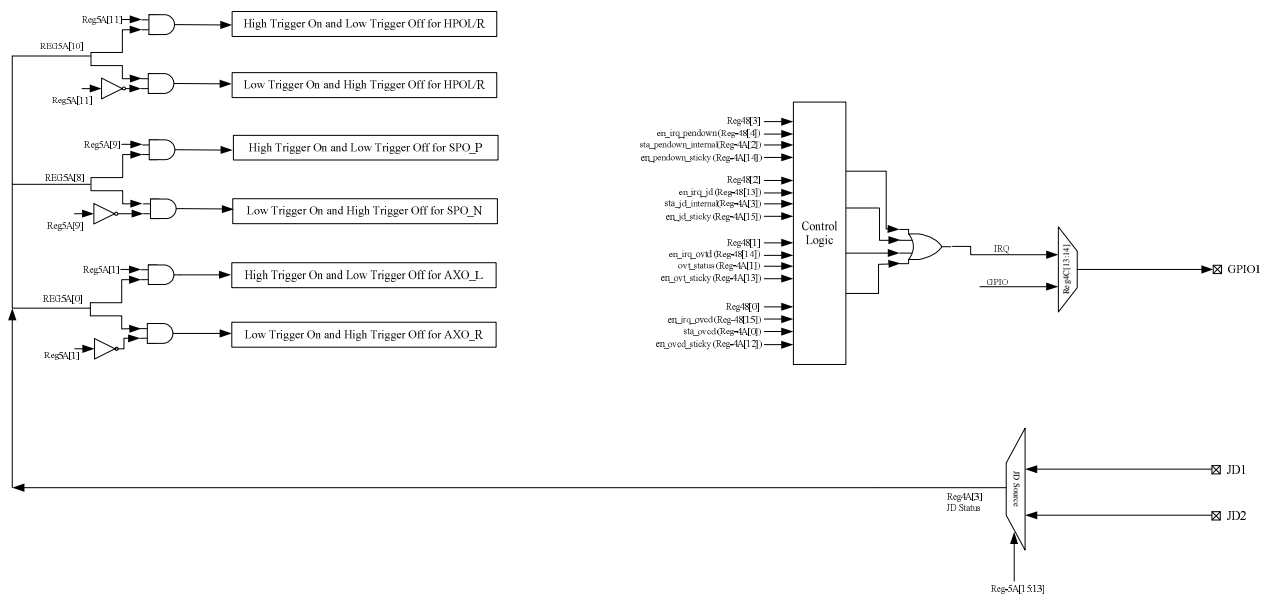 Reg5A[11]
High Trigger On and Low Trigger Off for HPOL/R
REG5A[10]
Low Trigger On and High Trigger Off for HPOL/R
Reg5A[11]
Reg5A[9]
High Trigger On and Low Trigger Off for SPO_P
REG5A[8]
Low Trigger On and High Trigger Off for SPO_N
Reg5A[9]
Reg5A[1]
High Trigger On and Low Trigger Off for AXO_L
REG5A[0]
Low Trigger On and High Trigger Off for AXO_R
Reg5A[1]
Reg48[3]
en_irq_pendown(Reg-48[4])
sta_pendown_internal(Reg-4A[2])
en_pendown_sticky(Reg-4A[14])
Reg48[2]
en_irq_jd(Reg-48[13])
sta_jd_internal(Reg-4A[3])
en_jd_sticky(Reg-4A[15])
Reg48[1]
en_irq_ovtd(Reg-48[14])
ovt_status(Reg-4A[1])
en_ovt_sticky(Reg-4A[13])
Reg48[0]
en_irq_ovcd(Reg-48[15])
sta_ovcd(Reg-4A[0])
en_ovcd_sticky(Reg-4A[12])
Control
Logic
IRQ
GPIO
Reg4C[13:14]
GPIO1
JD1
JD2
JD Source
Reg4A[3]
JD Status
Reg-5A[15:13]